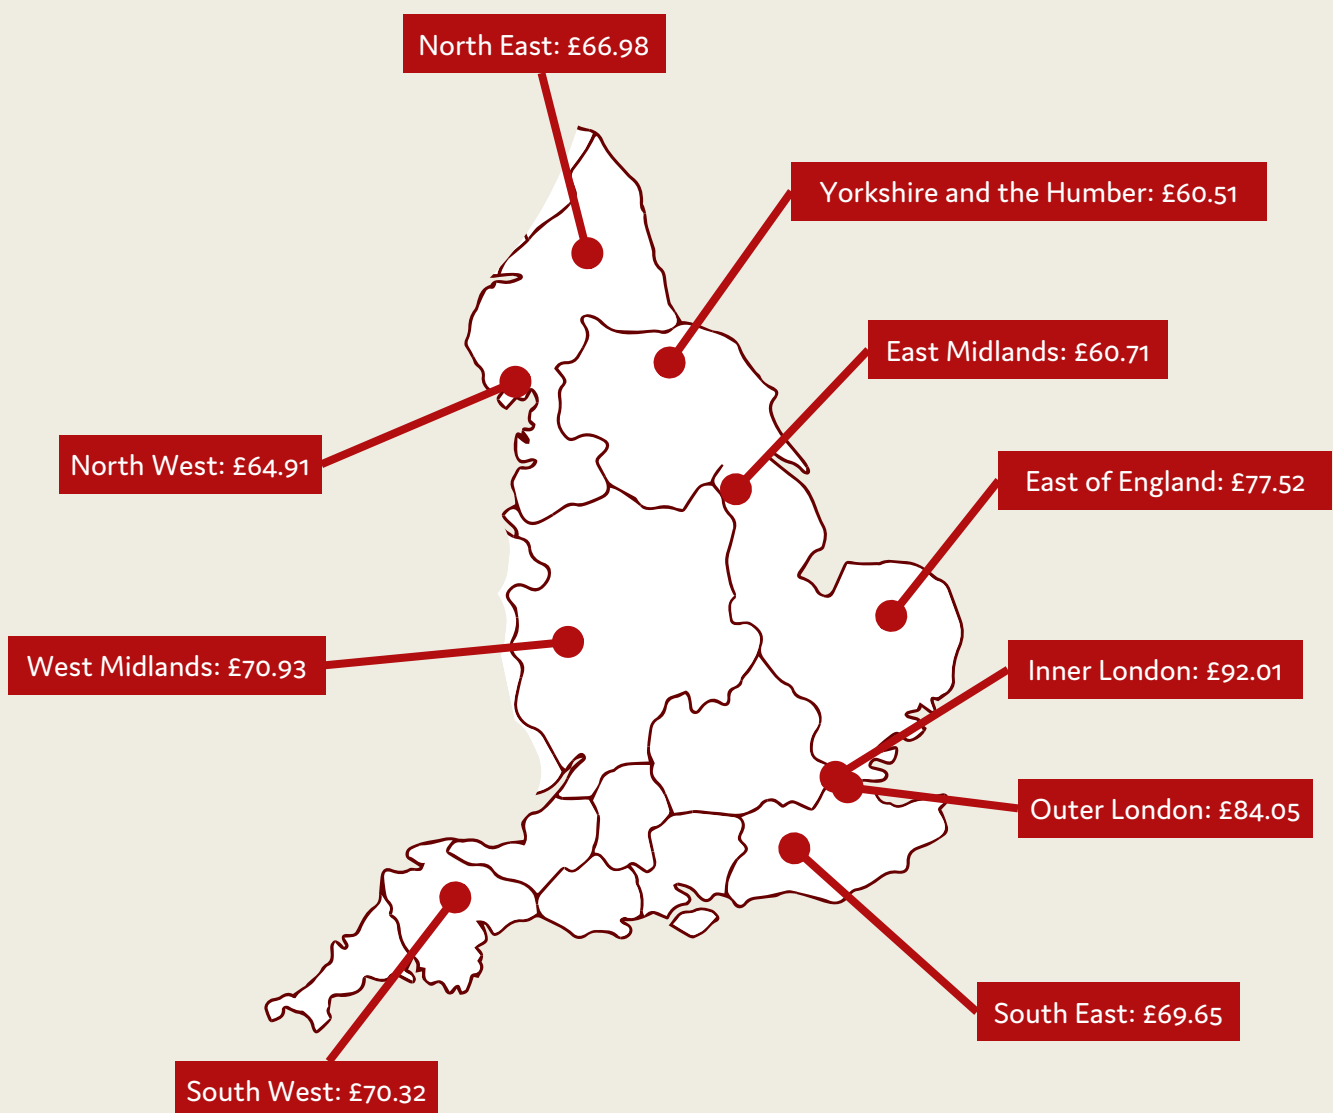 North East: £66.98
Yorkshire and the Humber: £60.51
East Midlands: £60.71
North West: £64.91
East of England: £77.52
West Midlands: £70.93
Inner London: £92.01
Outer London: £84.05
South East: £69.65
South West: £70.32